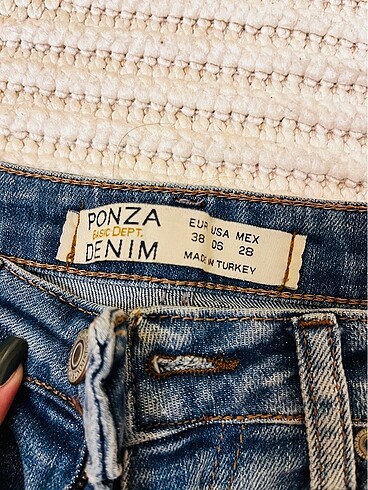 PONZA
BASIC DEPT.
DENIM
EUR USA MEX
38 06 28
MADE IN TURKEY